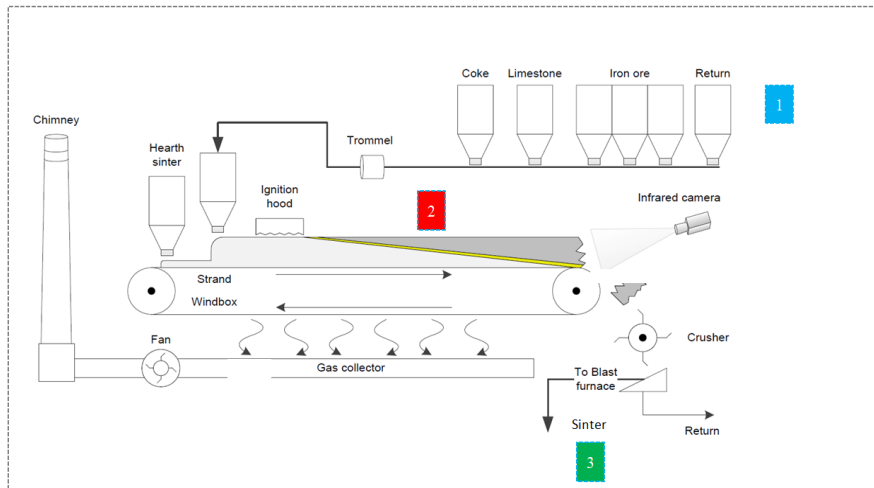 Coke
Limestone
Iron ore
Return
1
Chimney
Trommel
Hearth
sinter
Ignition
hood
2
Infrared camera
Strand
Windbox
Fan
Gas collector
Crusher
To Blast
furnace
Sinter
Return
3